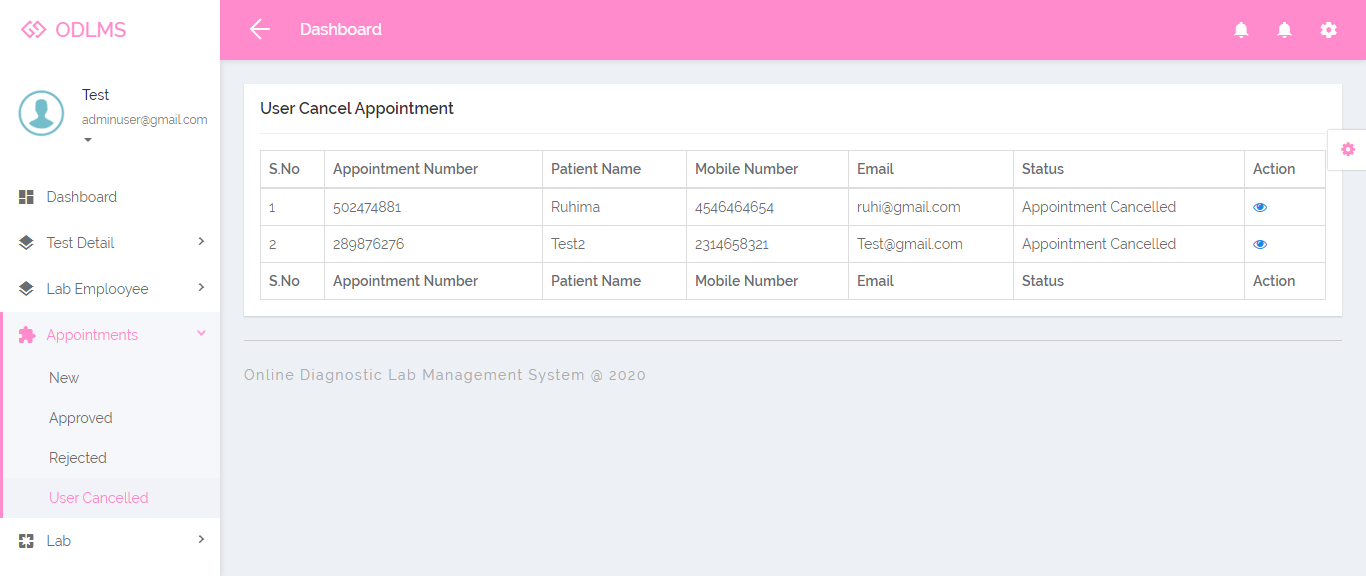 ODLMS
Dashboard
Test
adminuser@gmail.com
Dashboard
Test Detail
Lab Emplooyee
Appointments
New
Approved
Rejected
User Cancelled
Lab
User Cancel Appointment
S.No Appointment Number Patient Name Mobile Number Email Status Action
1 502474881 Ruhima 4546464654 ruhi@gmail.com Appointment Cancelled
2 289876276 Test2 2314658321 Test@gmail.com Appointment Cancelled
S.No Appointment Number Patient Name Mobile Number Email Status Action
Online Diagnostic Lab Management System @ 2020